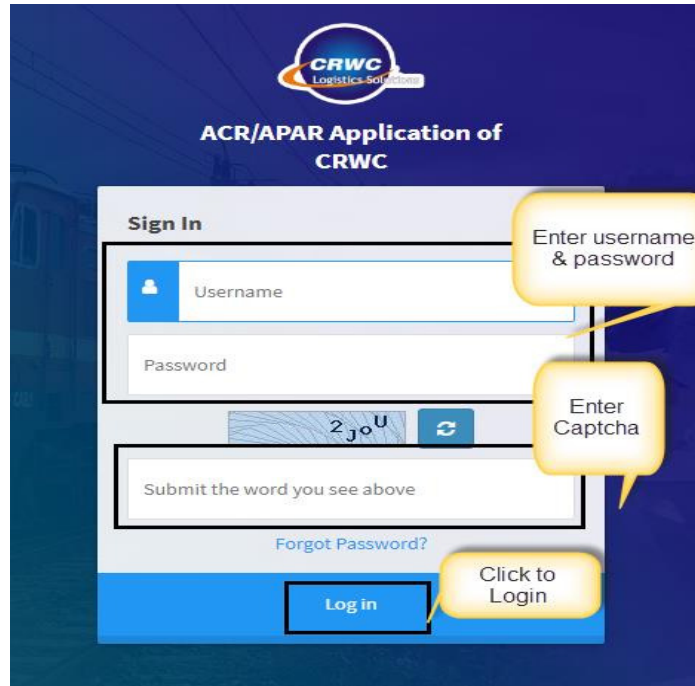 CRWC
Logistics Solutions
ACR/APAR Application of
CRWC
Sign In
Enter username
& password
Username
Password
2JoU
Enter
Captcha
Submit the word you see above
Forgot Password?
Click to
Login
Log in